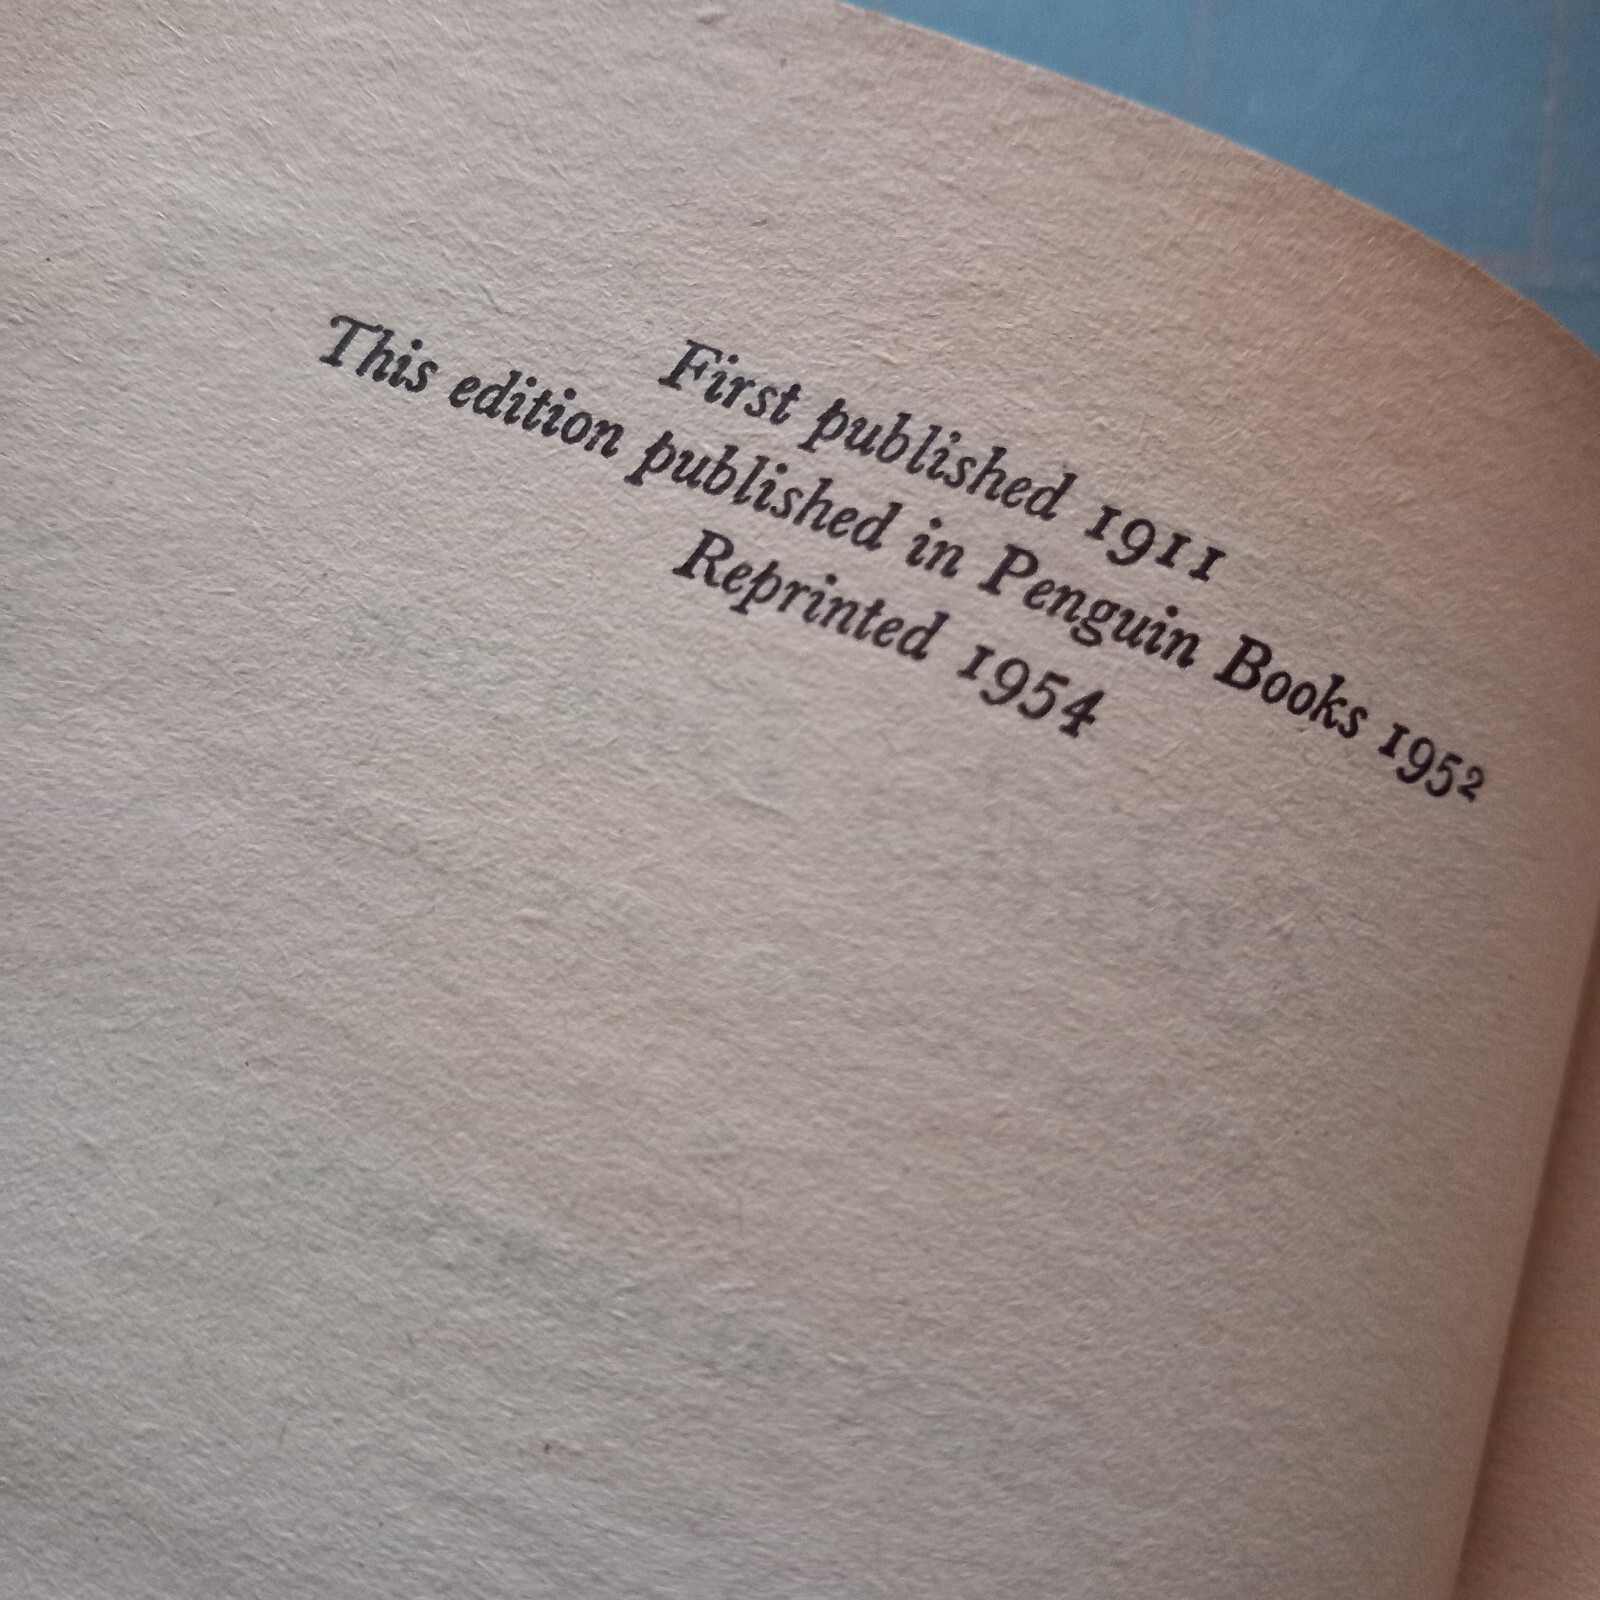 First published 1911
This edition published in Penguin Books 1952
Reprinted 1954